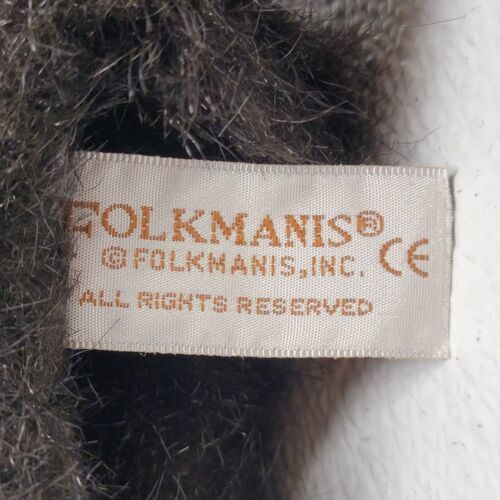 FOLKMANIS®
© FOLKMANIS, INC. CE
ALL RIGHTS RESERVED